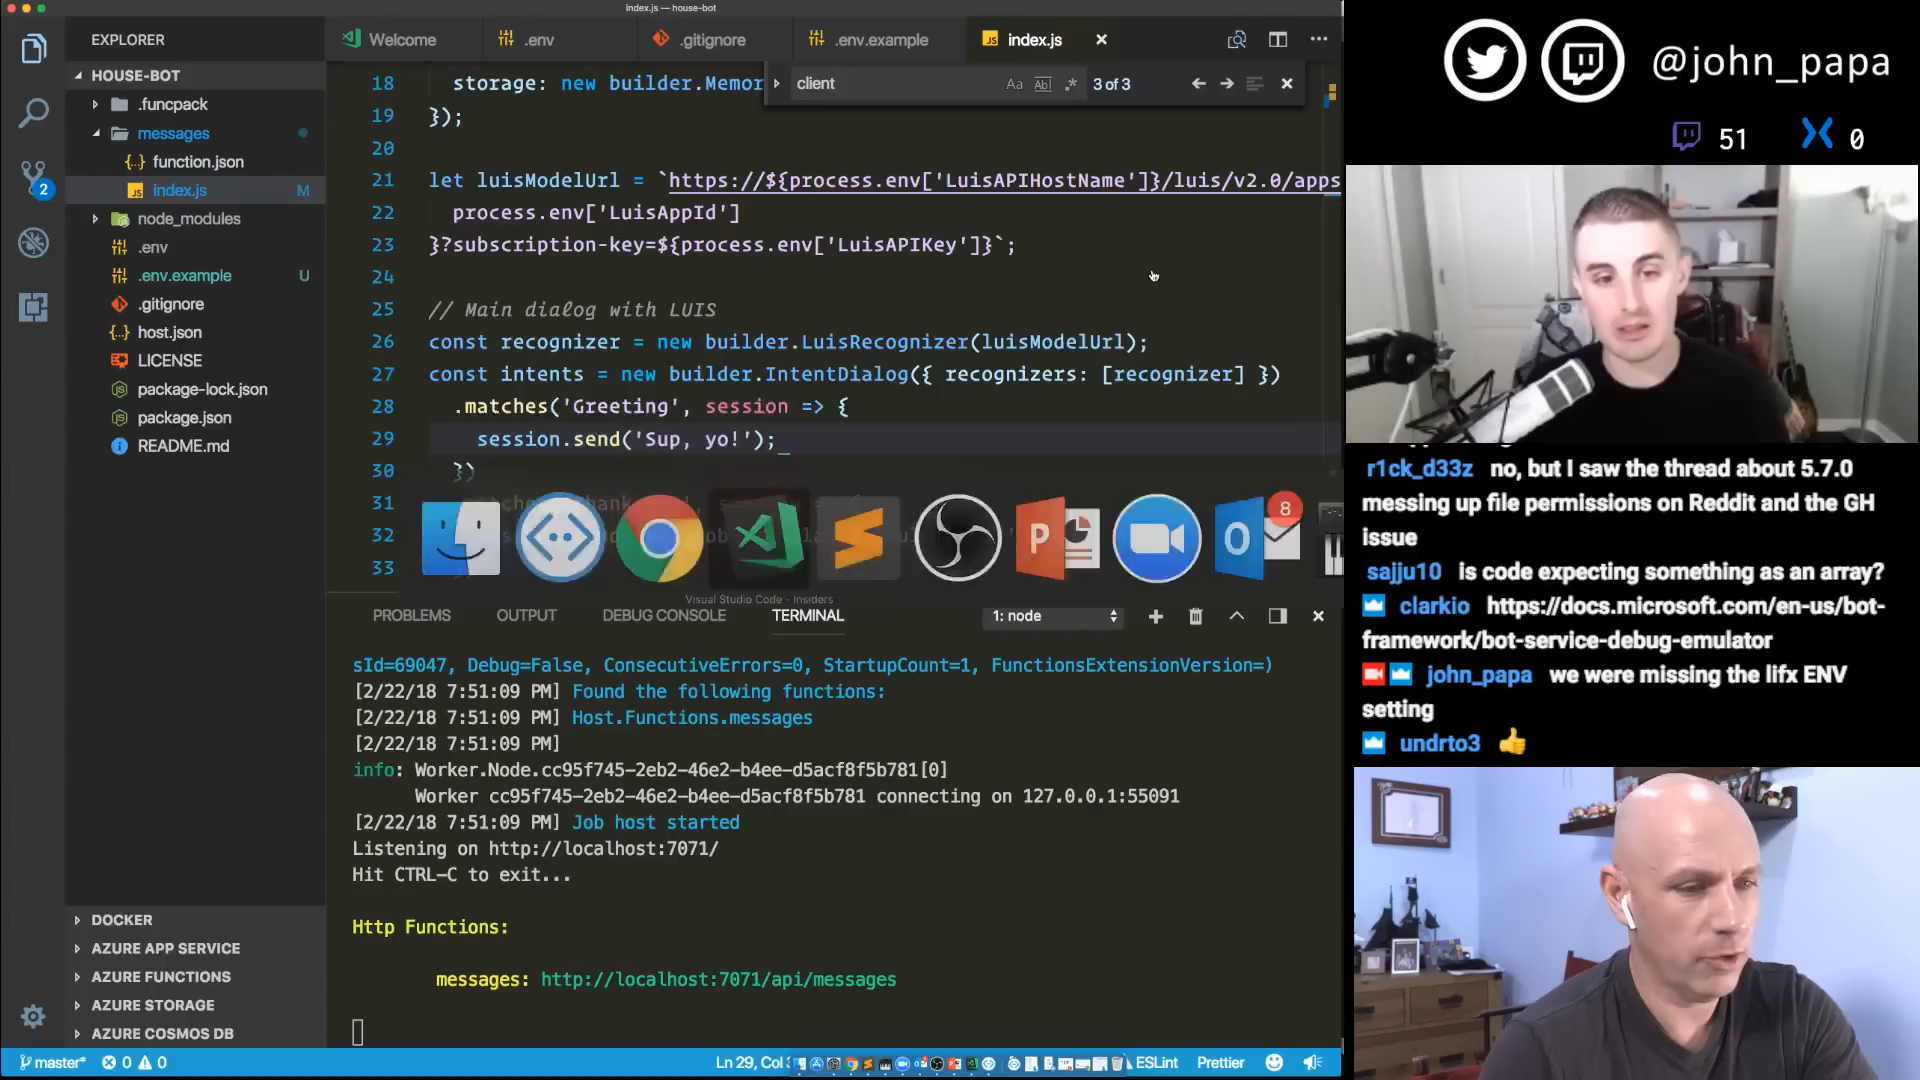 index.js — house-bot
EXPLORER
HOUSE-BOT
.funcpack
messages
function.json
index.js M
node_modules
.env
.env.example U
.gitignore
host.json
LICENSE
package-lock.json
package.json
README.md
DOCKER
AZURE APP SERVICE
AZURE FUNCTIONS
AZURE STORAGE
AZURE COSMOS DB
2
Welcome .env .gitignore .env.example index.js
client Aa Abl .* 3 of 3
18 storage: new builder.Memor
19 });
20
21 let luisModelUrl = `https://${process.env['LuisAPIHostName']}/luis/v2.0/apps
22 process.env['LuisAppId']
23 }?subscription-key=${process.env['LuisAPIKey']}`;
24
25 // Main dialog with LUIS
26 const recognizer = new builder.LuisRecognizer(luisModelUrl);
27 const intents = new builder.IntentDialog({ recognizers: [recognizer] })
28 .matches('Greeting', session => {
29 session.send('Sup, yo!');
30 })
31
32
33
8
Visual Studio Code - Insiders
PROBLEMS OUTPUT DEBUG CONSOLE TERMINAL 1: node
sId=69047, Debug=False, ConsecutiveErrors=0, StartupCount=1, FunctionsExtensionVersion=)
[2/22/18 7:51:09 PM] Found the following functions:
[2/22/18 7:51:09 PM] Host.Functions.messages
[2/22/18 7:51:09 PM]
info: Worker.Node.cc95f745-2eb2-46e2-b4ee-d5acf8f5b781[0]
Worker cc95f745-2eb2-46e2-b4ee-d5acf8f5b781 connecting on 127.0.0.1:55091
[2/22/18 7:51:09 PM] Job host started
Listening on http://localhost:7071/
Hit CTRL-C to exit...
Http Functions:
messages: http://localhost:7071/api/messages
master* 0 0 Ln 29, Col ESLint Prettier
@john_papa
51 0
r1ck_d33z no, but I saw the thread about 5.7.0
messing up file permissions on Reddit and the GH
issue
sajju10 is code expecting something as an array?
clarkio https://docs.microsoft.com/en-us/bot-
framework/bot-service-debug-emulator
john_papa we were missing the lifx ENV
setting
undrto3 👍